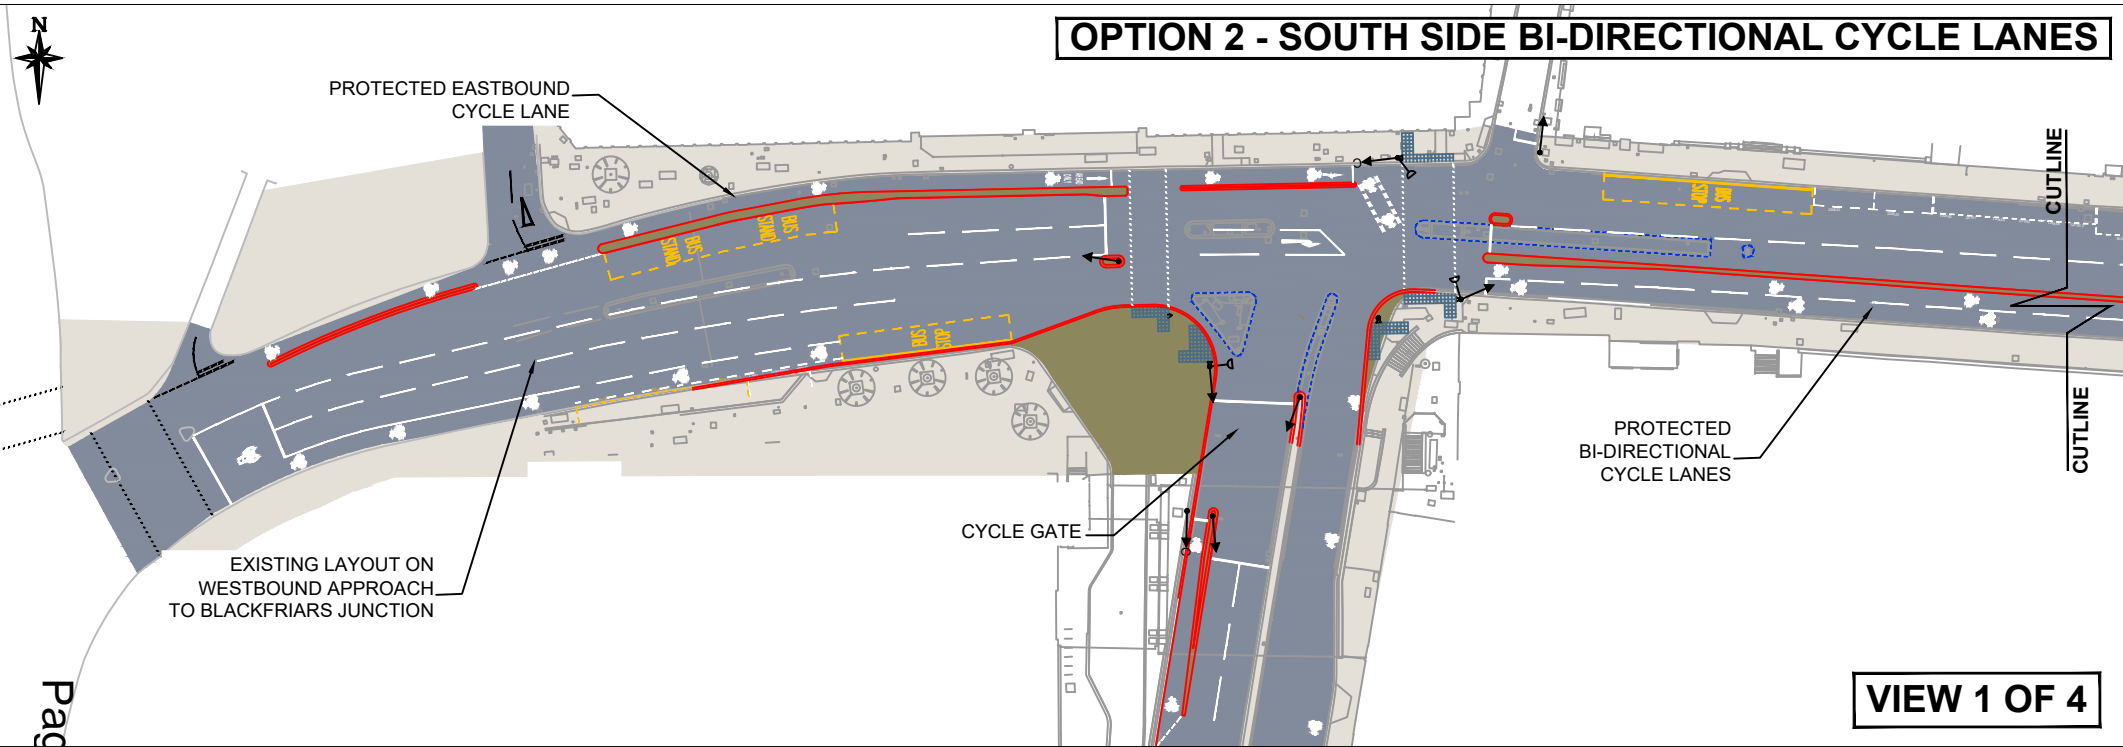 N
OPTION 2 - SOUTH SIDE BI-DIRECTIONAL CYCLE LANES
PROTECTED EASTBOUND
CYCLE LANE
BUS
STAND
BUS
STAND
BUS
STOP
BUS
STOP
CUTLINE
CUTLINE
PROTECTED
BI-DIRECTIONAL
CYCLE LANES
CYCLE GATE
EXISTING LAYOUT ON
WESTBOUND APPROACH
TO BLACKFRIARS JUNCTION
Pag
VIEW 1 OF 4